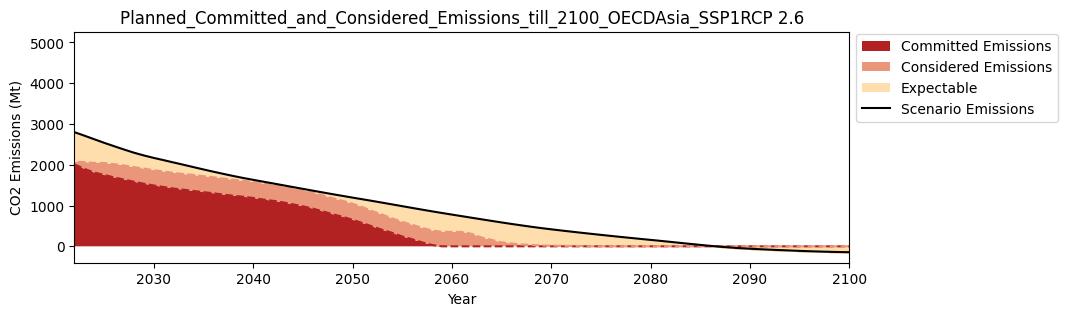 Planned_Committed_and_Considered_Emissions_till_2100_OECDAsia_SSP1RCP 2.6
CO2 Emissions (Mt)
5000
4000
3000
2000
1000
0
2030 2040 2050 2060 2070 2080 2090 2100
Year
Committed Emissions
Considered Emissions
Expectable
Scenario Emissions